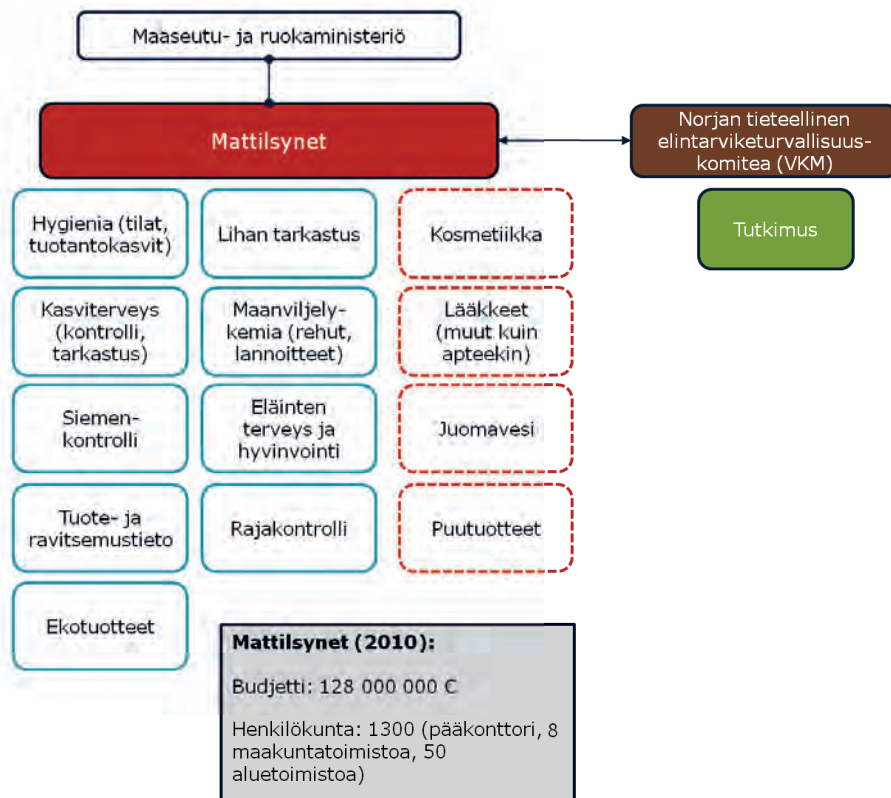 Maaseutu- ja ruokaministeriö
Mattilsynet
Norjan tieteellinen
elintarviketurvallisuus-
komitea (VKM)
Tutkimus
Hygienia (tilat,
tuotantokasvit)
Lihan tarkastus
Kosmetiikka
Kasviterveys
(kontrolli,
tarkastus)
Maanviljely-
kemia (rehut,
lannoitteet)
Lääkkeet
(muut kuin
apteekin)
Siemen-
kontrolli
Eläinten
terveys ja
hyvinvointi
Juomavesi
Tuote- ja
ravitsemustieto
Rajakontrolli
Puutuotteet
Ekotuotteet
Mattilsynet (2010):
Budjetti: 128 000 000 €
Henkilökunta: 1300 (pääkonttori, 8
maakuntatoimistoa, 50
aluetoimistoa)